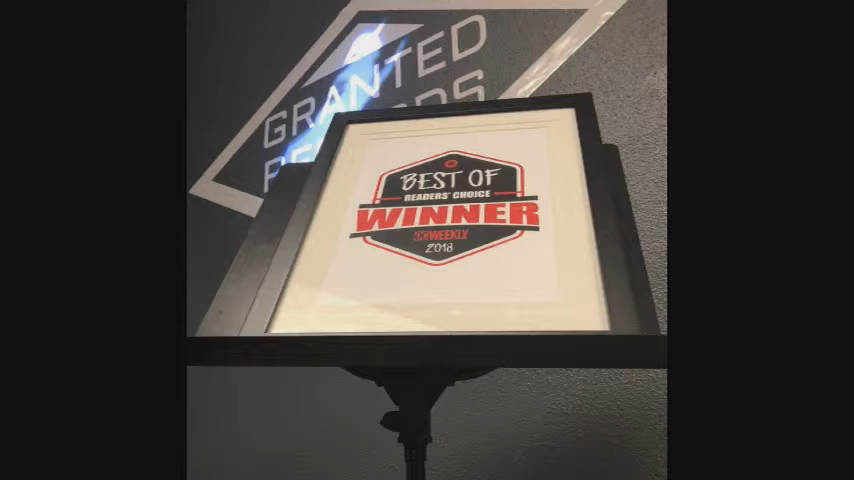 GRANTED
BEST OF
READERS' CHOICE
WINNER
OCWEEKLY
2018